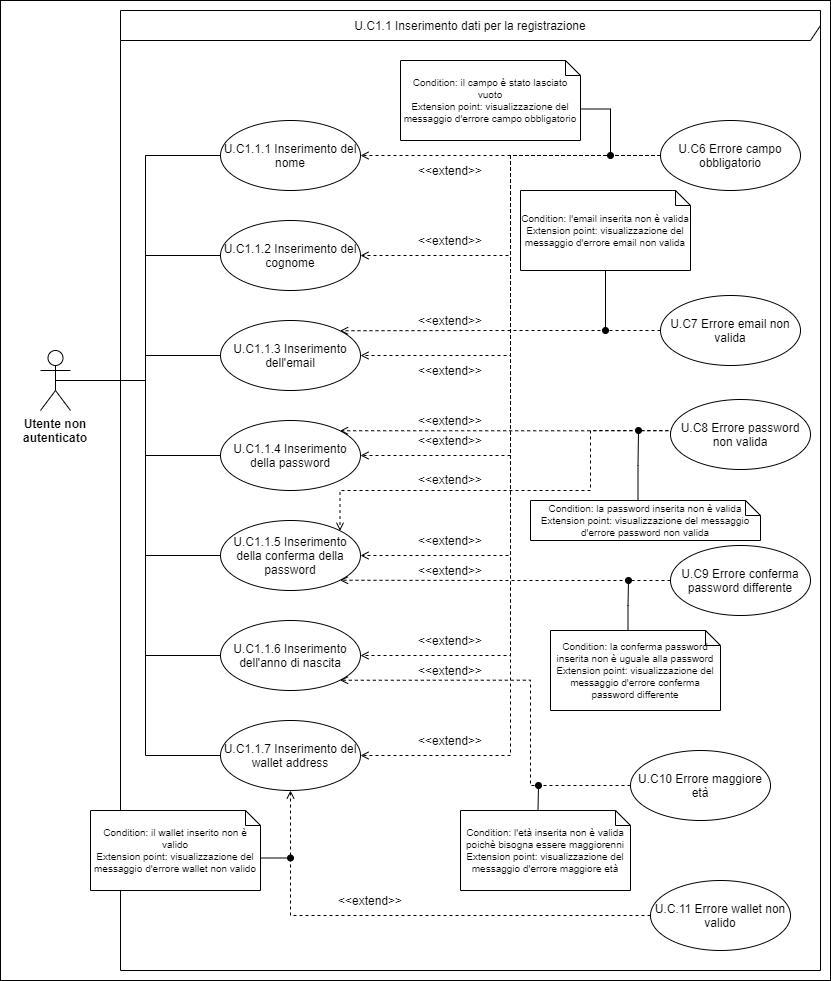 U.C1.1 Inserimento dati per la registrazione
Condition: il campo è stato lasciato
vuoto
Extension point: visualizzazione del
messaggio d'errore campo obbligatorio
U.C1.1.1 Inserimento del
nome
<<extend>>
U.C6 Errore campo
obbligatorio
Condition: l'email inserita non è valida
Extension point: visualizzazione del
messaggio d'errore email non valida
U.C1.1.2 Inserimento del
cognome
<<extend>>
<<extend>>
U.C7 Errore email non
valida
U.C1.1.3 Inserimento
dell'email
<<extend>>
Utente non
autenticato
<<extend>>
U.C8 Errore password
non valida
U.C1.1.4 Inserimento
della password
<<extend>>
<<extend>>
Condition: la password inserita non è valida
Extension point: visualizzazione del messaggio
d'errore password non valida
U.C1.1.5 Inserimento
della conferma della
password
<<extend>>
<<extend>>
U.C9 Errore conferma
password differente
Condition: la conferma password
inserita non è uguale alla password
Extension point: visualizzazione del
messaggio d'errore conferma
password differente
U.C1.1.6 Inserimento
dell'anno di nascita
<<extend>>
<<extend>>
U.C1.1.7 Inserimento del
wallet address
<<extend>>
U.C10 Errore maggiore
età
Condition: il wallet inserito non è
valido
Extension point: visualizzazione del
messaggio d'errore wallet non valido
Condition: l'età inserita non è valida
poichè bisogna essere maggiorenni
Extension point: visualizzazione del
messaggio d'errore maggiore età
<<extend>>
U.C.11 Errore wallet non
valido